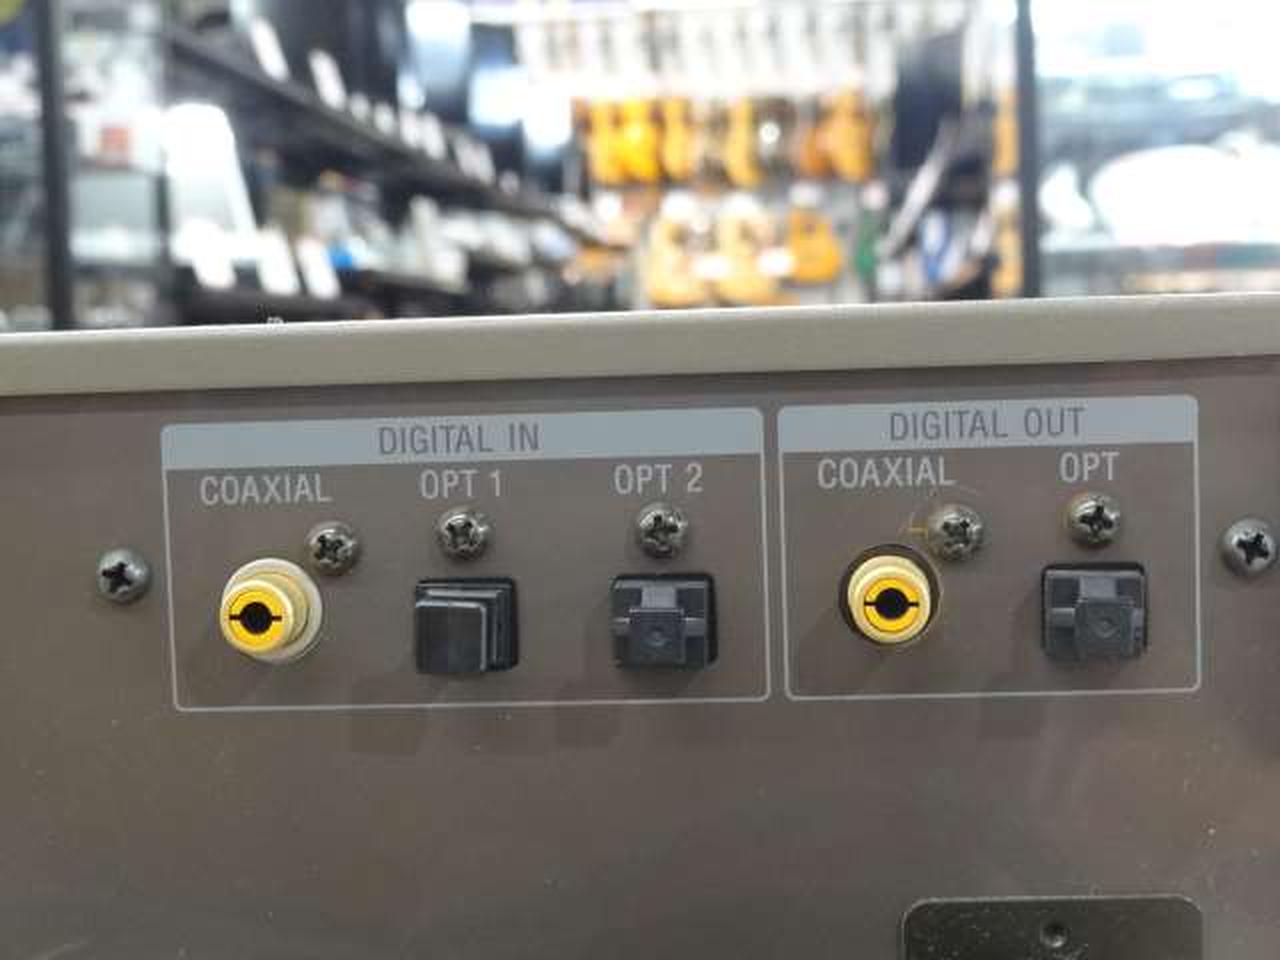 DIGITAL IN
COAXIAL OPT 1 OPT 2
DIGITAL OUT
COAXIAL OPT